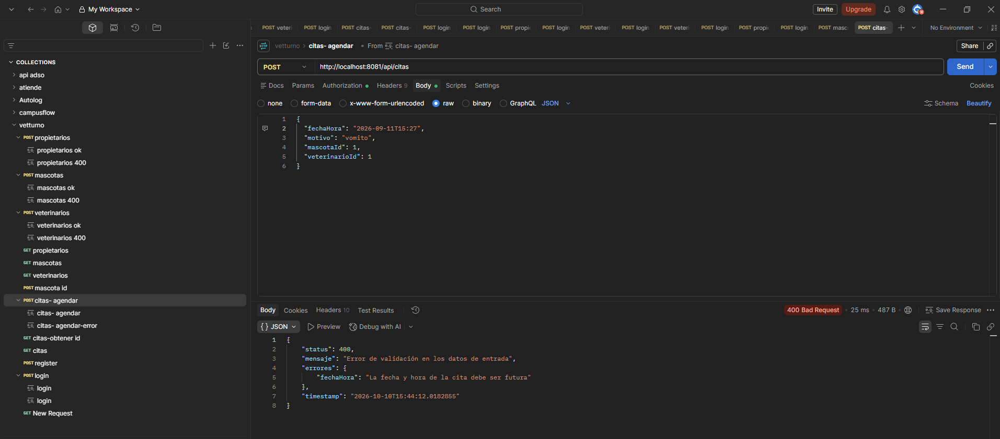 My Workspace
Search
Invite
Upgrade
POST veteri
POST login
POST citas-
POST citas-
POST login
POST login
POST propie
POST login
POST veteri
POST login
POST veteri
POST login
POST propie
POST login
POST masc
POST citas-
No Environment
HTTP
vetturno > citas- agendar
From e.g. citas- agendar
Share
COLLECTIONS
api adso
atiende
Autolog
campusflow
vetturno
POST propietarios
e.g. propietarios ok
e.g. propietarios 400
POST mascotas
e.g. mascotas ok
e.g. mascotas 400
POST veterinarios
e.g. veterinarios ok
e.g. veterinarios 400
GET propietarios
GET mascotas
GET veterinarios
POST mascota id
POST citas- agendar
e.g. citas- agendar
e.g. citas- agendar-error
GET citas-obtener id
GET citas
POST register
POST login
e.g. login
e.g. login
GET New Request
POST
http://localhost:8081/api/citas
Send
Docs
Params
Authorization
Headers 9
Body
Scripts
Settings
Cookies
none
form-data
x-www-form-urlencoded
raw
binary
GraphQL
JSON
Schema
Beautify
1 {
2 "fechaHora": "2026-09-11T15:27",
3 "motivo": "vomito",
4 "mascotaId": 1,
5 "veterinarioId": 1
6 }
Body
Cookies
Headers 10
Test Results
400 Bad Request
25 ms
487 B
e.g. Save Response
{} JSON
Preview
Debug with AI
1 {
2 "status": 400,
3 "mensaje": "Error de validación en los datos de entrada",
4 "errores": {
5 "fechaHora": "La fecha y hora de la cita debe ser futura"
6 },
7 "timestamp": "2026-10-10T15:44:12.0182855"
8 }